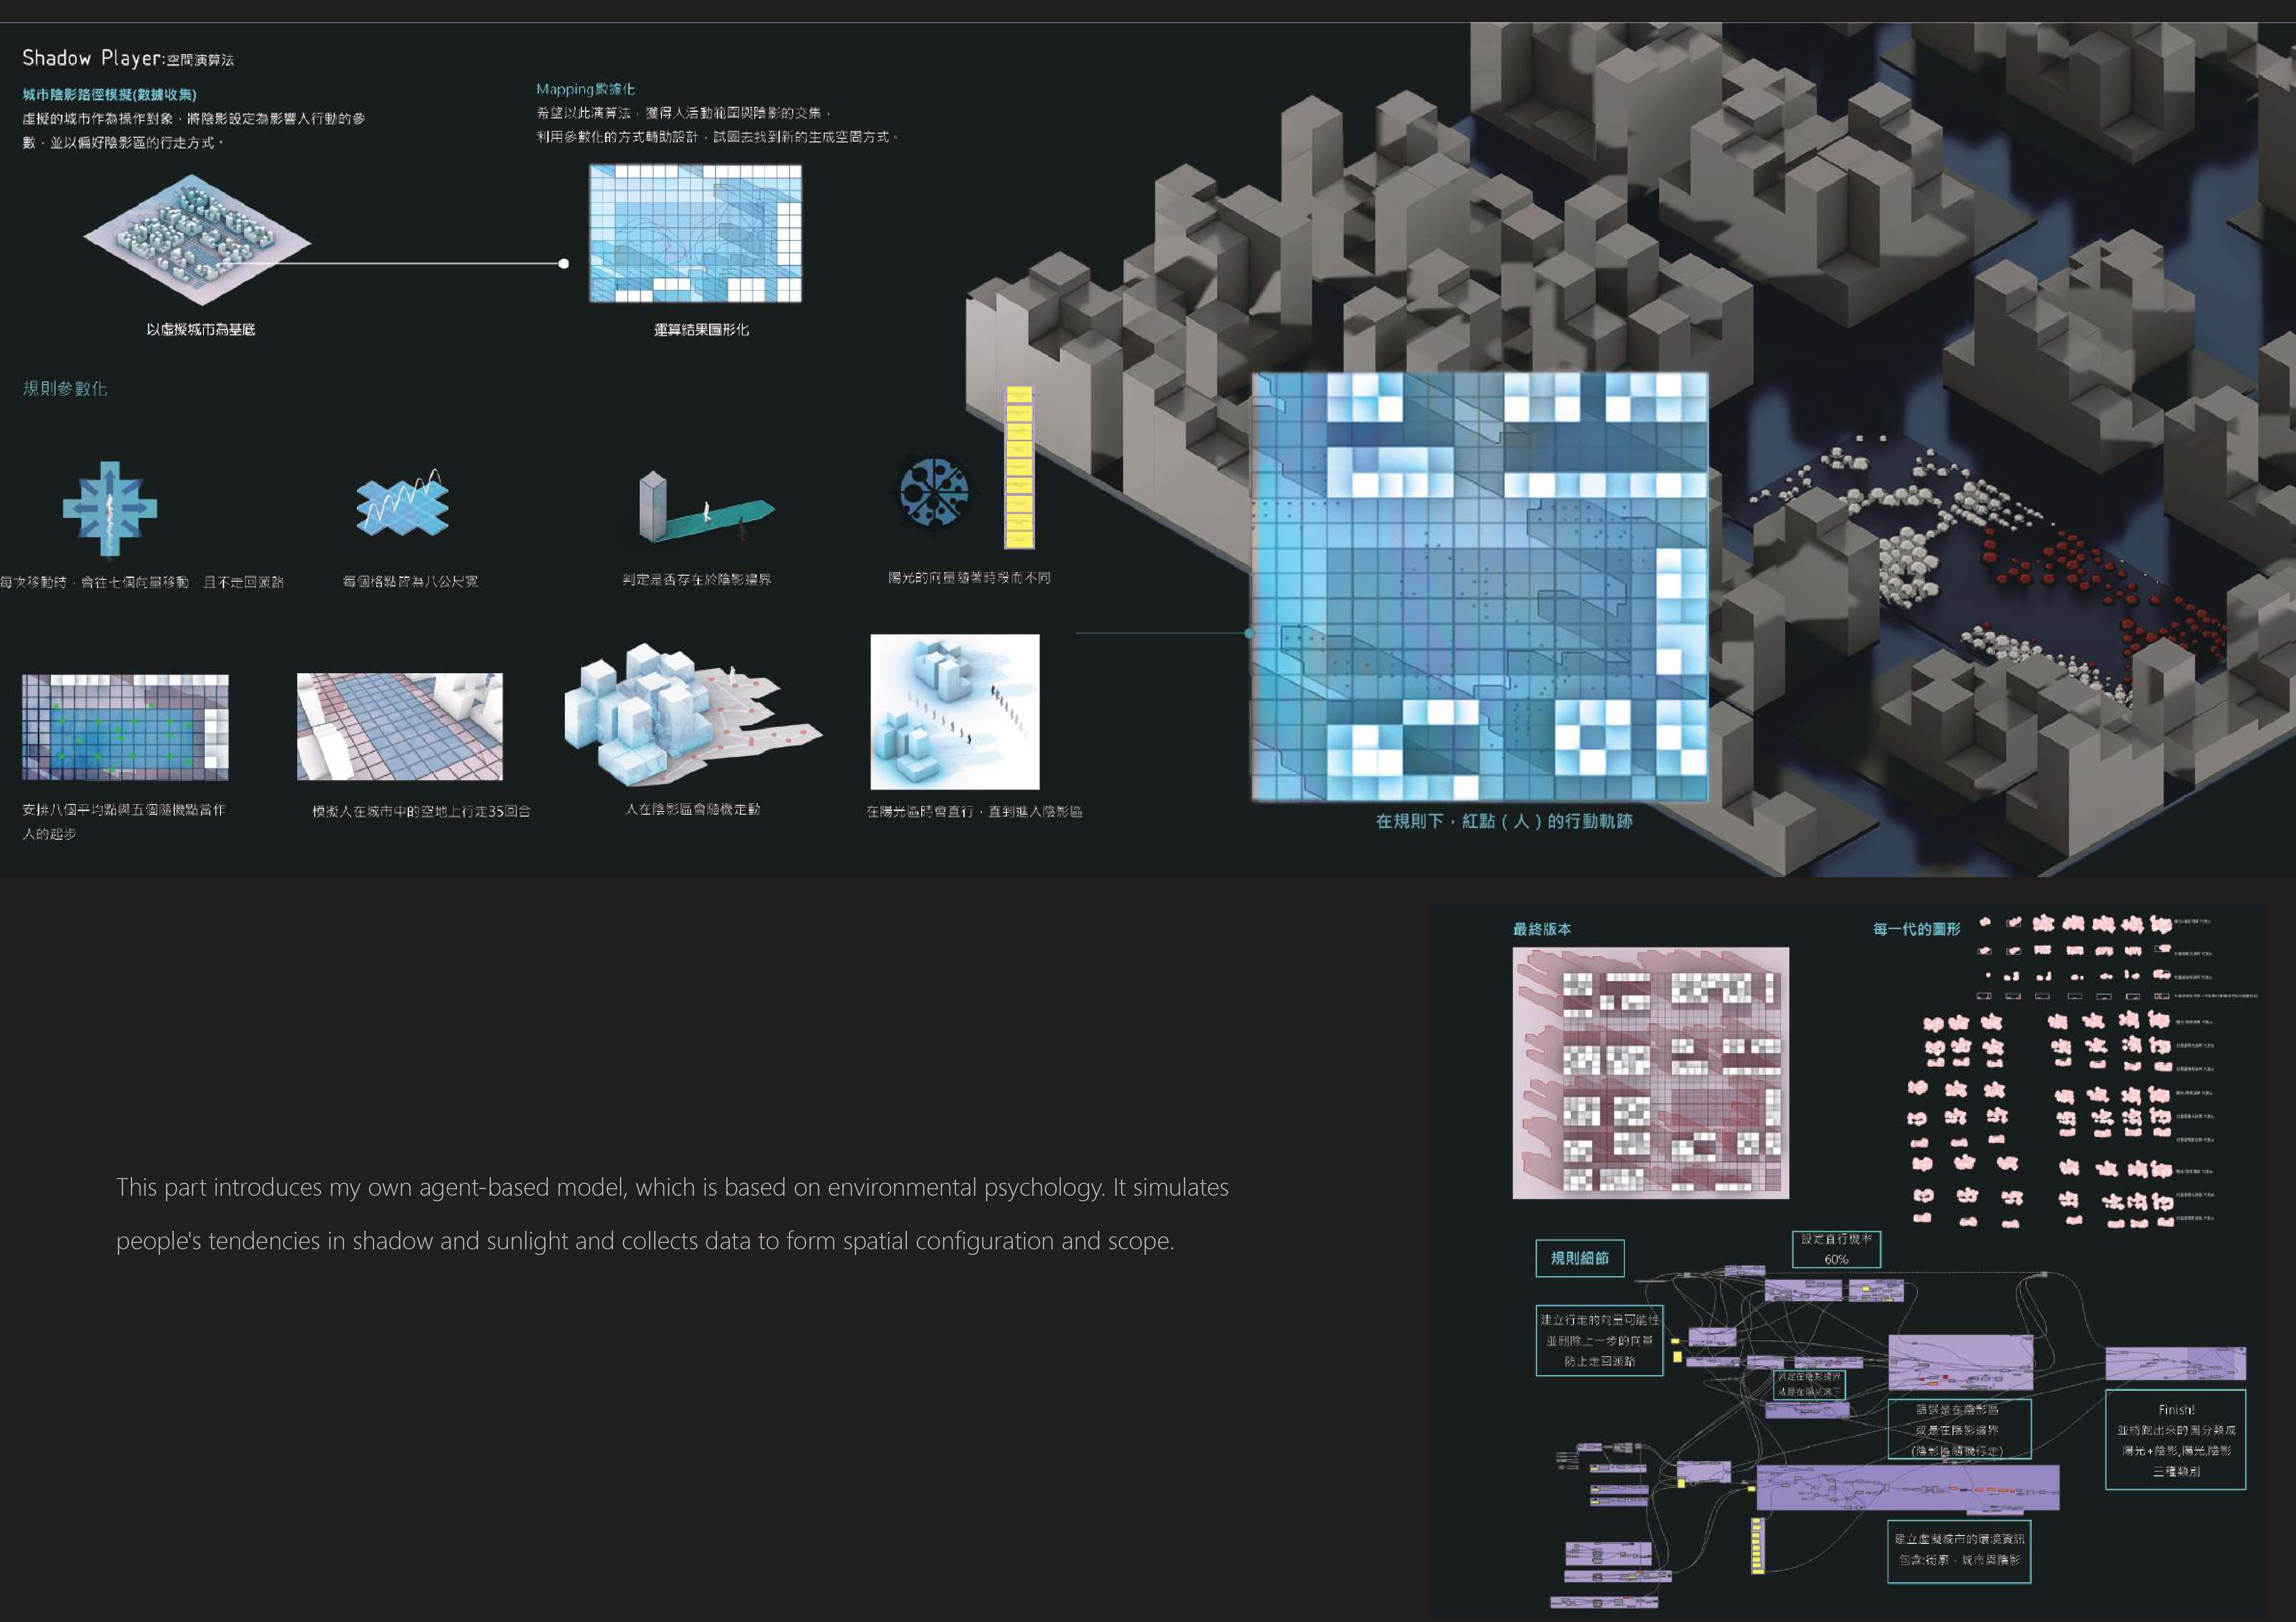 Shadow Player:空間演算法
城市陰影路徑模擬(數據收集)
虛擬的城市作為操作對象，將陰影設定為影響人行動的參
數，並以偏好陰影區的行走方式。
Mapping數據化
希望以此演算法，獲得人活動範圍與陰影的交集，
利用參數化的方式輔助設計，試圖去找到新的生成空間方式。
以虛擬城市為基底
運算結果圖形化
規則參數化
每次移動時，會往七個向量移動，且不走回頭路
每個格點皆為八公尺寬
判定是否存在於陰影邊界
陽光的向量隨著時段而不同
安排八個平均點與五個隨機點當作
人的起步
模擬人在城市中的空地上行走35回合
人在陰影區會隨機走動
在陽光區時會直行，直到進入陰影區
在規則下，紅點（人）的行動軌跡
This part introduces my own agent-based model, which is based on environmental psychology. It simulates
people's tendencies in shadow and sunlight and collects data to form spatial configuration and scope.
最終版本
每一代的圖形
設定直行機率
60%
規則細節
建立行走的向量可能性
並刪除上一步的向量
防止走回頭路
判定在陰影邊界
或是在陽光底下
篩選是在陰影區
或是在陰影邊界
(陰影區隨機行走)
Finish!
並將跑出來的圖分類成
陽光+陰影,陽光,陰影
三種類別
建立虛擬城市的環境資訊
包含:街廓，城市與陰影